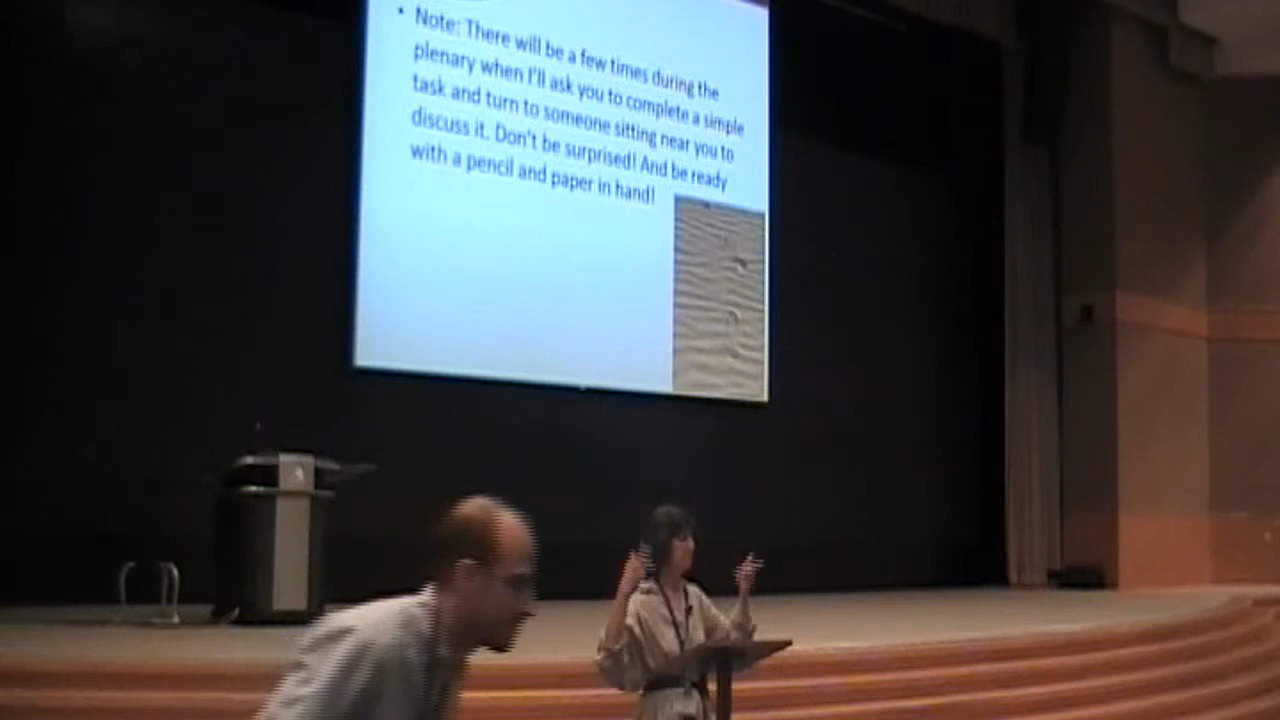 • Note: There will be a few times during the
plenary when I'll ask you to complete a simple
task and turn to someone sitting near you to
discuss it. Don't be surprised! And be ready
with a pencil and paper in hand!